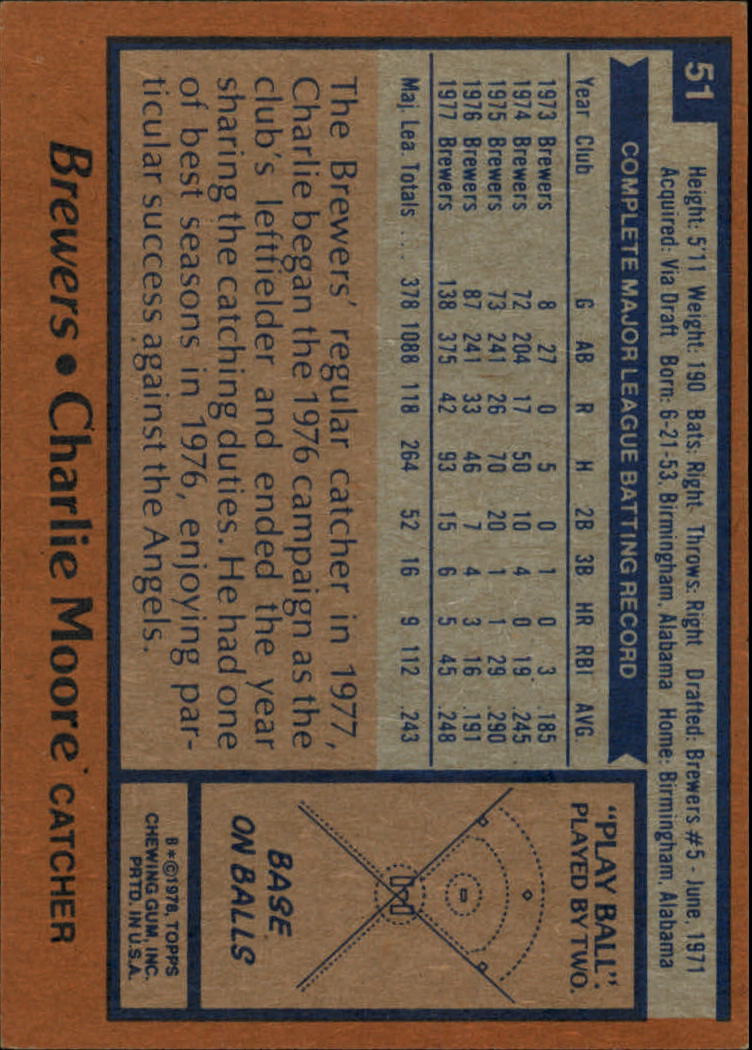 51
Height: 5'11 Weight: 190 Bats: Right Throws: Right Drafted: Brewers #5 - June, 1971
Acquired: Via Draft Born: 6-21-53, Birmingham, Alabama Home: Birmingham, Alabama
COMPLETE MAJOR LEAGUE BATTING RECORD
Year Club G AB R H 2B 3B HR RBI AVG.
1973 Brewers 8 27 0 5 0 1 0 3 .185
1974 Brewers 72 204 17 50 10 4 0 19 .245
1975 Brewers 73 241 26 70 20 1 1 29 .290
1976 Brewers 87 241 33 46 7 4 3 16 .191
1977 Brewers 138 375 42 93 15 6 5 45 .248
Maj. Lea. Totals . . . 378 1088 118 264 52 16 9 112 .243
The Brewers' regular catcher in 1977,
Charlie began the 1976 campaign as the
club's leftfielder and ended the year
sharing the catching duties. He had one
of best seasons in 1976, enjoying par-
ticular success against the Angels.
"PLAY BALL"
PLAYED BY TWO.
BASE
ON BALLS
B*©1978, TOPPS
CHEWING GUM, INC.
PRTD. IN U.S.A.
Brewers • Charlie Moore CATCHER